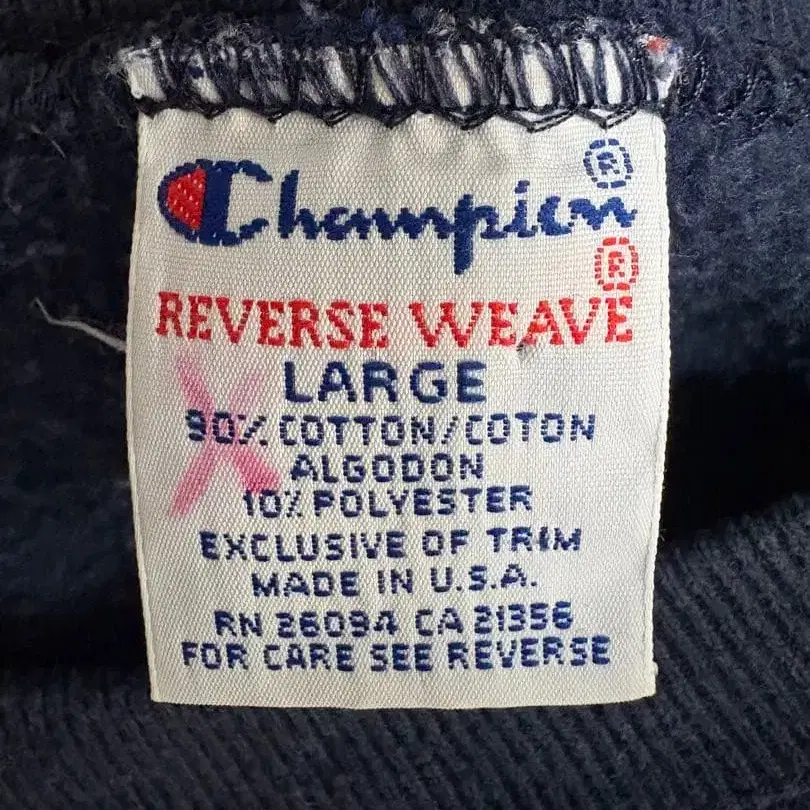 Champion ®
REVERSE WEAVE ®
LARGE
90% COTTON/COTON
ALGODON
10% POLYESTER
EXCLUSIVE OF TRIM
MADE IN U.S.A.
RN 26094 CA 21356
FOR CARE SEE REVERSE